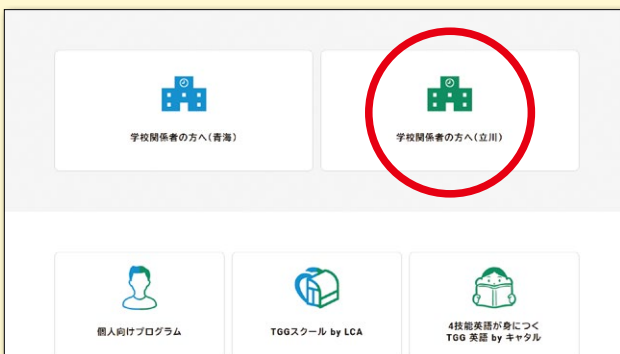 学校関係者の方へ(青海)
学校関係者の方へ(立川)
個人向けプログラム
TGGスクール by LCA
4技能英語が身につく
TGG 英語 by キャタル